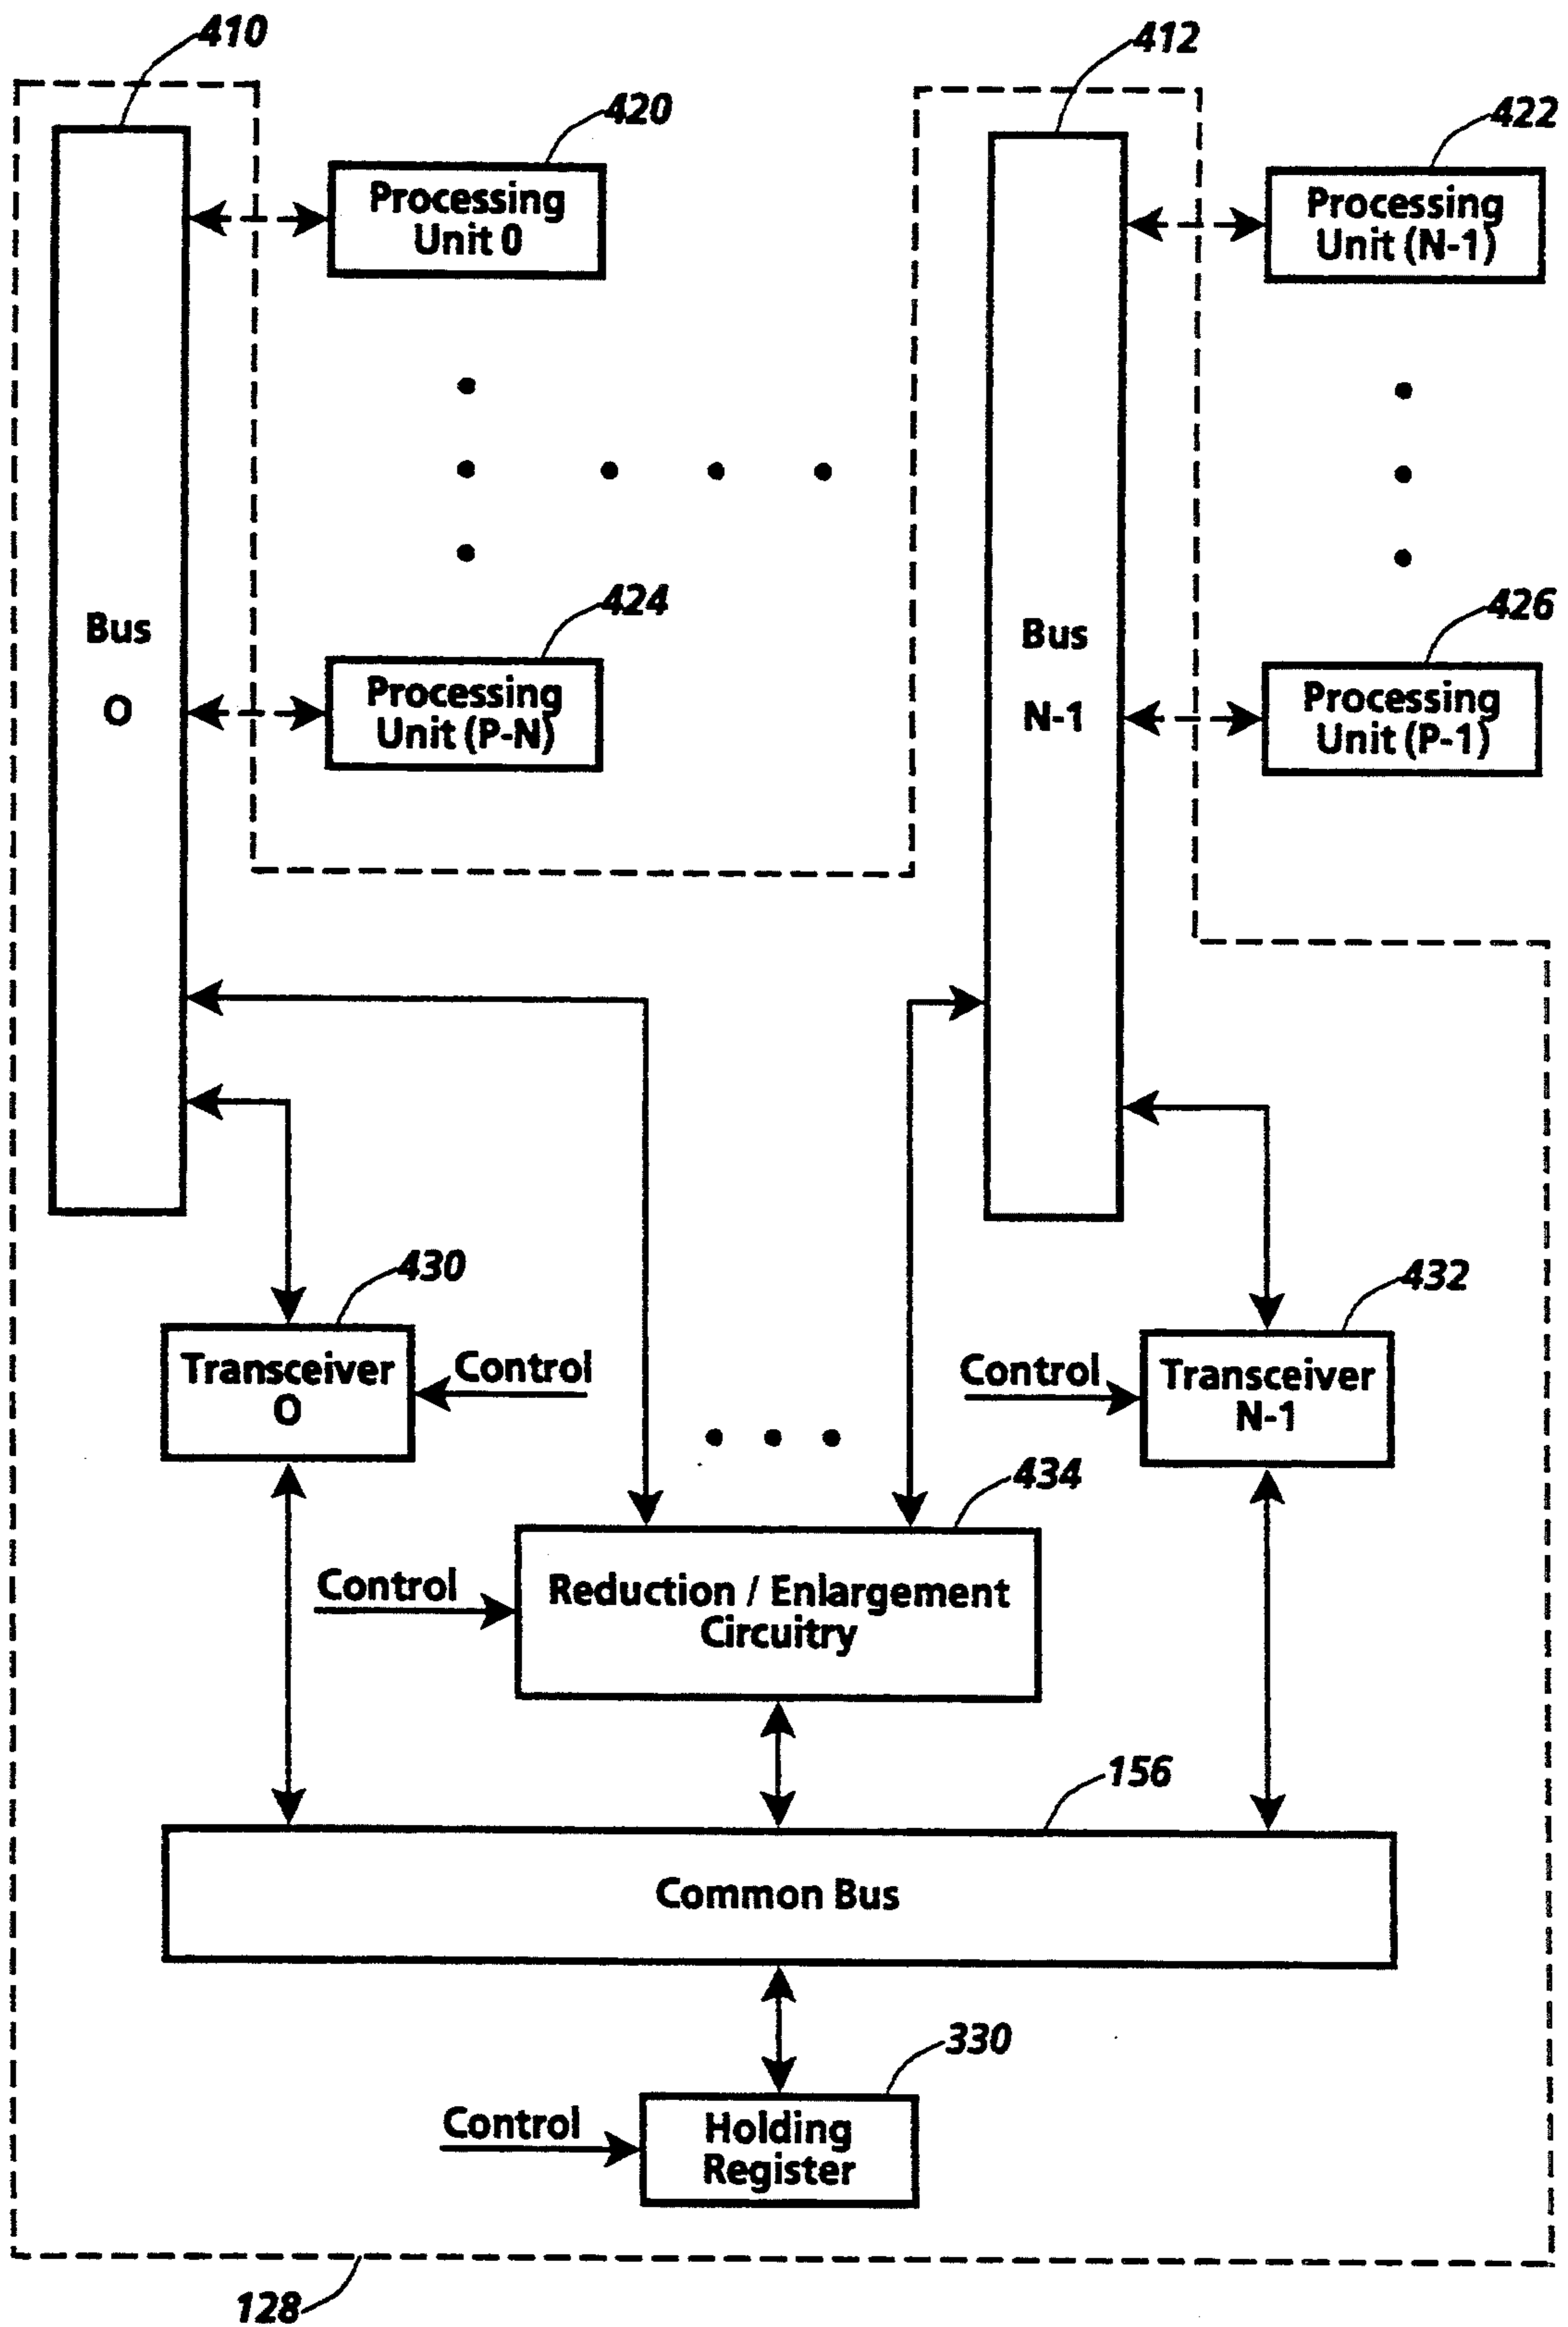 410
412
420
422
Processing
Unit 0
Processing
Unit (N-1)
424
426
Bus
O
Processing
Unit (P-N)
Bus
N-1
Processing
Unit (P-1)
430
432
Transceiver
O
Control
Control
Transceiver
N-1
434
Control
Reduction / Enlargement
Circuitry
156
Common Bus
330
Control
Holding
Register
128